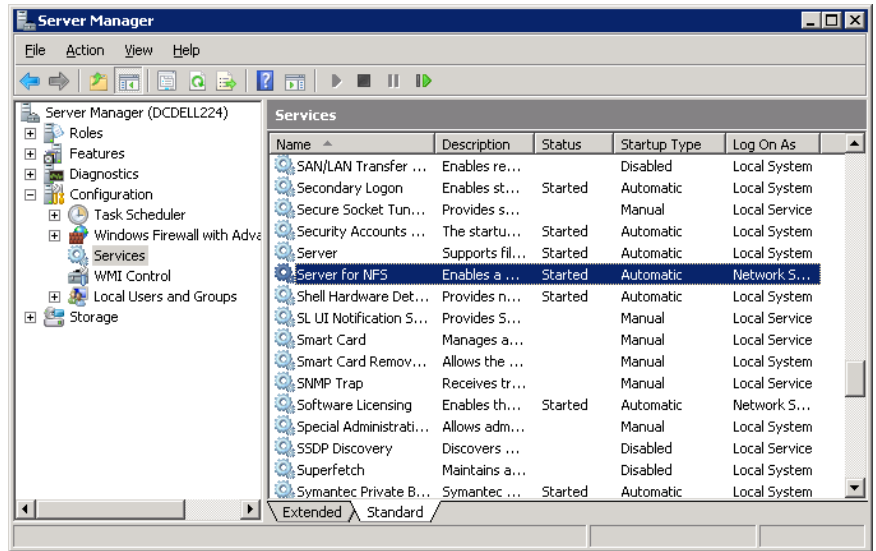 Server Manager
File Action View Help
Server Manager (DCDELL224)
Roles
Features
Diagnostics
Configuration
Task Scheduler
Windows Firewall with Adva
Services
WMI Control
Local Users and Groups
Storage
Services
Name Description Status Startup Type Log On As
SAN/LAN Transfer ... Enables re... Disabled Local System
Secondary Logon Enables st... Started Automatic Local System
Secure Socket Tun... Provides s... Manual Local Service
Security Accounts ... The startu... Started Automatic Local System
Server Supports fil... Started Automatic Local System
Server for NFS Enables a ... Started Automatic Network S...
Shell Hardware Det... Provides n... Started Automatic Local System
SL UI Notification S... Provides S... Manual Local Service
Smart Card Manages a... Manual Local Service
Smart Card Remov... Allows the ... Manual Local System
SNMP Trap Receives tr... Manual Local Service
Software Licensing Enables th... Started Automatic Network S...
Special Administrati... Allows adm... Manual Local System
SSDP Discovery Discovers ... Disabled Local Service
Superfetch Maintains a... Disabled Local System
Symantec Private B... Symantec ... Started Automatic Local System
Extended Standard